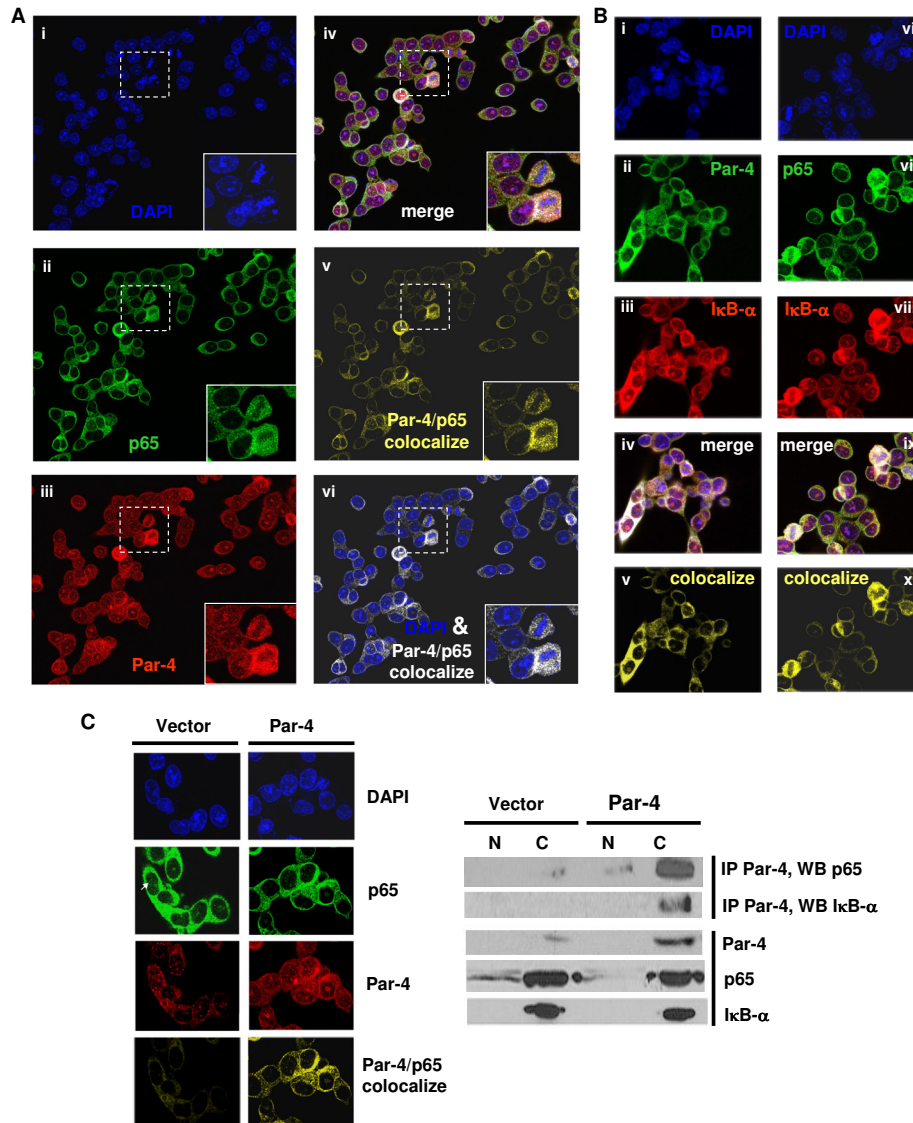 A
i
DAPI
iv
merge
ii
p65
v
Par-4/p65
colocalize
iii
Par-4
vi
DAPI &
Par-4/p65
colocalize
B
i
DAPI
DAPI
vi
ii
Par-4
p65
vi
iii
IκB-α
IκB-α
vii
iv
merge
merge
ix
v
colocalize
colocalize
x
C
Vector
Par-4
DAPI
p65
Par-4
Par-4/p65
colocalize
Vector
Par-4
N
C
N
C
IP Par-4, WB p65
IP Par-4, WB IκB-α
Par-4
p65
IκB-α